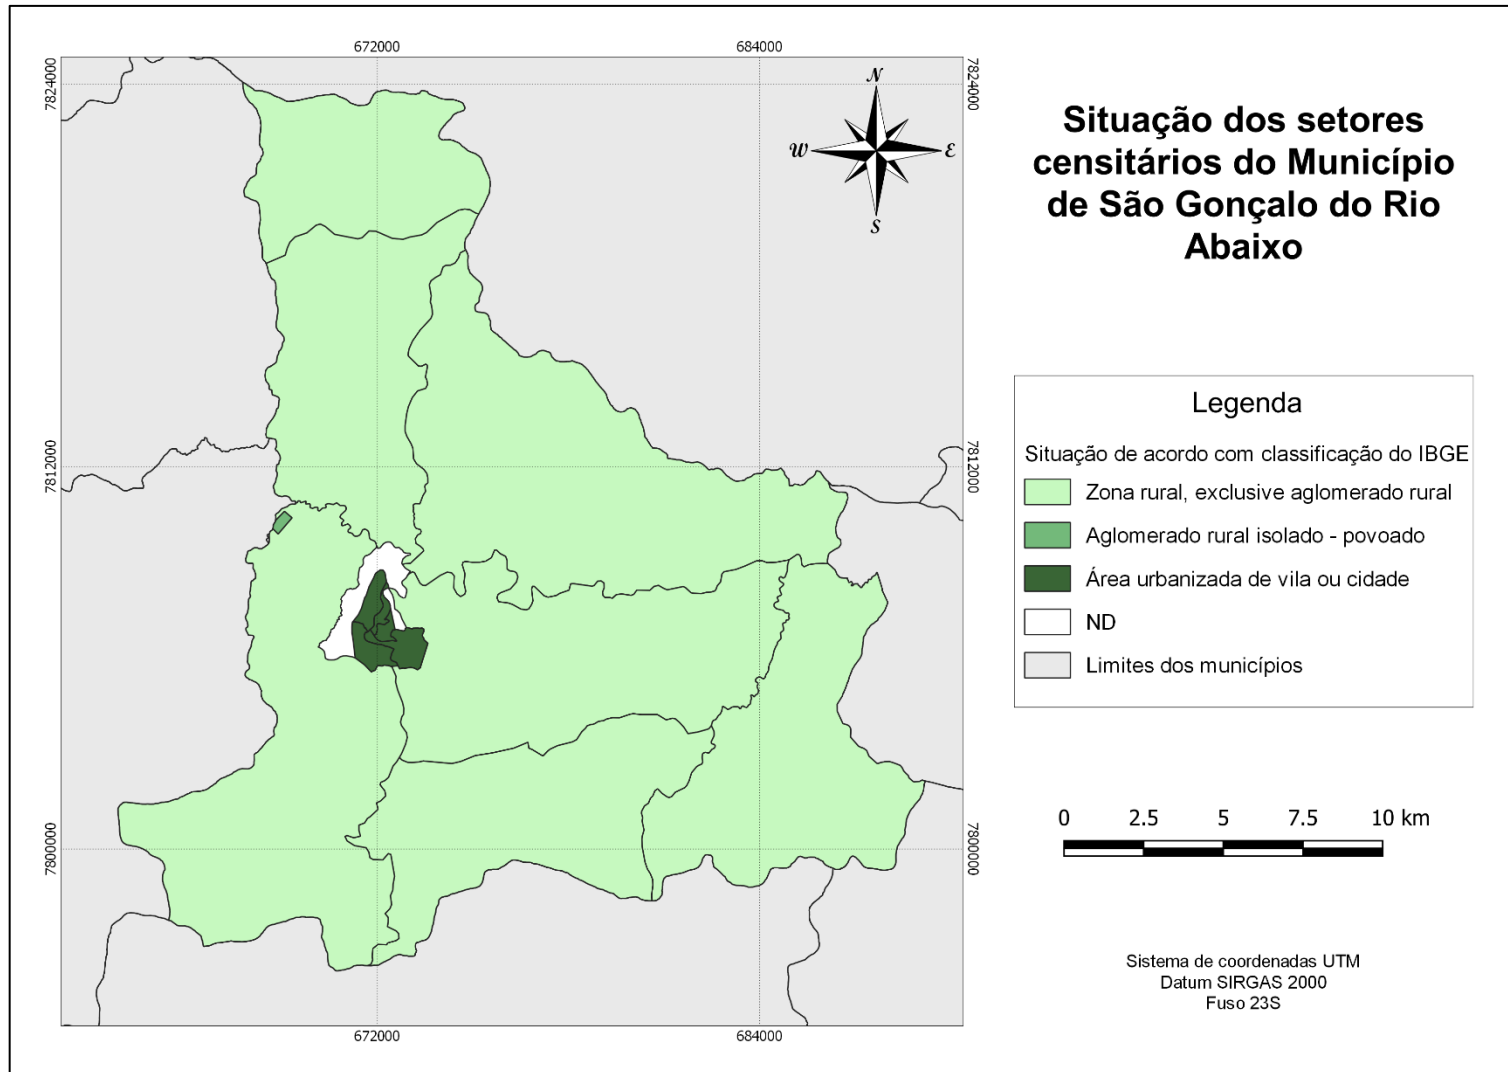 Situação dos setores
censitários do Município
de São Gonçalo do Rio
Abaixo
672000
684000
7824000
7824000
N
W
E
S
7812000
7812000
7800000
7800000
672000
684000
Legenda
Situação de acordo com classificação do IBGE
Zona rural, exclusive aglomerado rural
Aglomerado rural isolado - povoado
Área urbanizada de vila ou cidade
ND
Limites dos municípios
0 2.5 5 7.5 10 km
Sistema de coordenadas UTM
Datum SIRGAS 2000
Fuso 23S